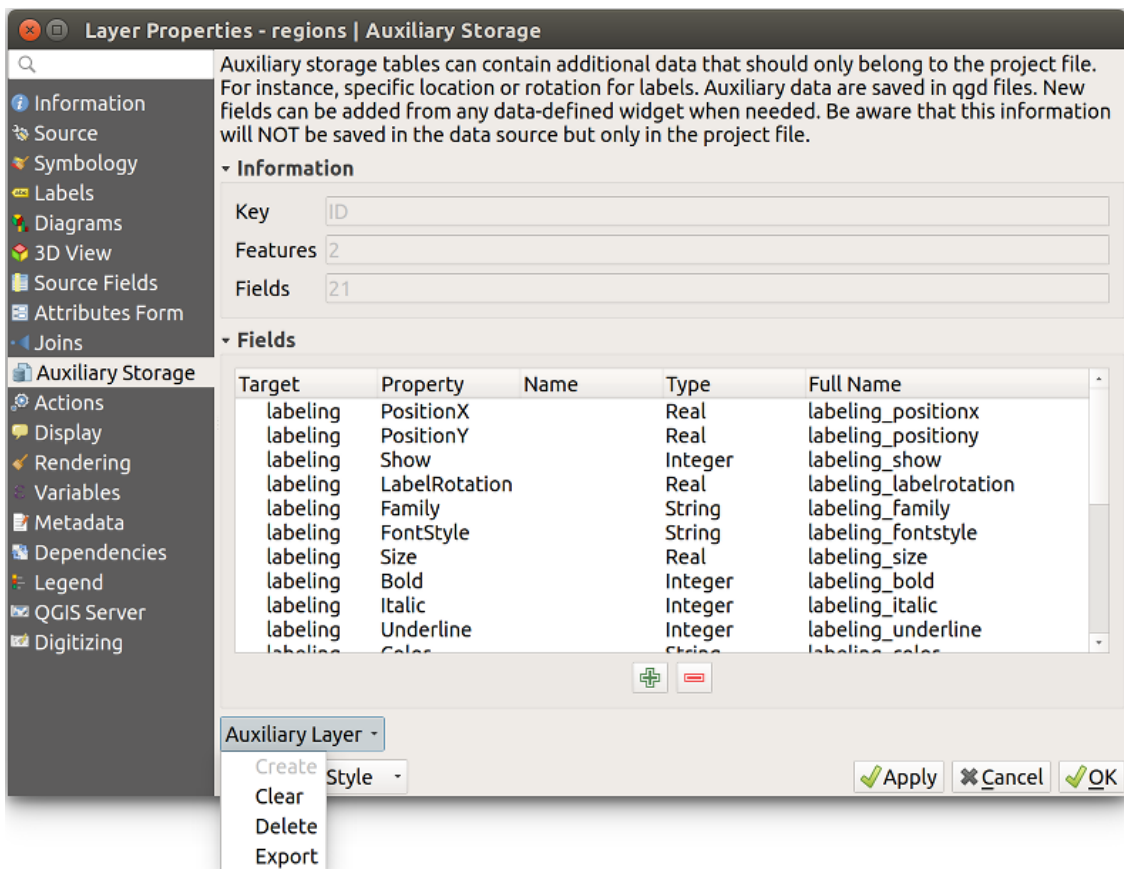 Layer Properties - regions | Auxiliary Storage
Information
Source
Symbology
Labels
Diagrams
3D View
Source Fields
Attributes Form
Joins
Auxiliary Storage
Actions
Display
Rendering
Variables
Metadata
Dependencies
Legend
QGIS Server
Digitizing
Auxiliary storage tables can contain additional data that should only belong to the project file.
For instance, specific location or rotation for labels. Auxiliary data are saved in qgd files. New
fields can be added from any data-defined widget when needed. Be aware that this information
will NOT be saved in the data source but only in the project file.
Information
Key ID
Features 2
Fields 21
Fields
Target Property Name Type Full Name
labeling PositionX Real labeling_positionx
labeling PositionY Real labeling_positiony
labeling Show Integer labeling_show
labeling LabelRotation Real labeling_labelrotation
labeling Family String labeling_family
labeling FontStyle String labeling_fontstyle
labeling Size Real labeling_size
labeling Bold Integer labeling_bold
labeling Italic Integer labeling_italic
labeling Underline Integer labeling_underline
labeling Color String labeling_color
Auxiliary Layer
Create
Clear
Delete
Export
Style
Apply Cancel OK